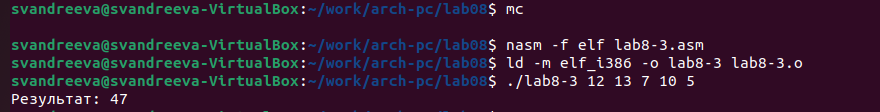 svandreeva@svandreeva-VirtualBox:~/work/arch-pc/lab08$ mc
svandreeva@svandreeva-VirtualBox:~/work/arch-pc/lab08$ nasm -f elf lab8-3.asm
svandreeva@svandreeva-VirtualBox:~/work/arch-pc/lab08$ ld -m elf_i386 -o lab8-3 lab8-3.o
svandreeva@svandreeva-VirtualBox:~/work/arch-pc/lab08$ ./lab8-3 12 13 7 10 5
Результат: 47